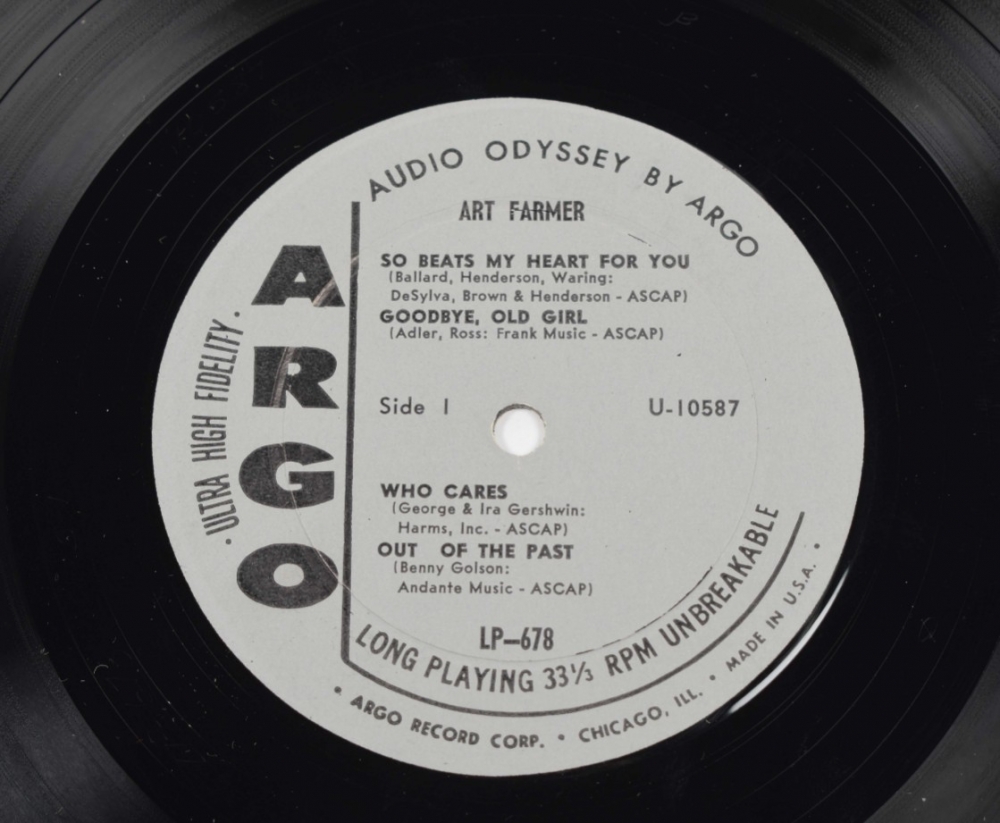 AUDIO ODYSSEY BY ARGO
ART FARMER
SO BEATS MY HEART FOR YOU
(Ballard, Henderson, Waring:
DeSylva, Brown & Henderson - ASCAP)
GOODBYE, OLD GIRL
(Adler, Ross: Frank Music - ASCAP)
ARGO
· ULTRA HIGH FIDELITY ·
Side 1
U-10587
WHO CARES
(George & Ira Gershwin:
Harms, Inc. - ASCAP)
OUT OF THE PAST
(Benny Golson:
Andante Music - ASCAP)
LP–678
LONG PLAYING 33⅓ RPM UNBREAKABLE
• ARGO RECORD CORP. • CHICAGO, ILL. • MADE IN U.S.A. •